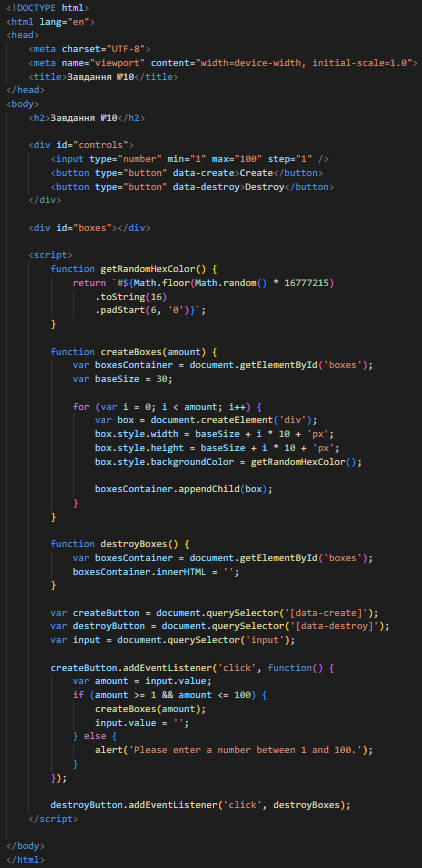 <!DOCTYPE html>
<html lang="en">
<head>
    <meta charset="UTF-8">
    <meta name="viewport" content="width=device-width, initial-scale=1.0">
    <title>Завдання №10</title>
</head>
<body>
    <h2>Завдання №10</h2>

    <div id="controls">
        <input type="number" min="1" max="100" step="1" />
        <button type="button" data-create>Create</button>
        <button type="button" data-destroy>Destroy</button>
    </div>

    <div id="boxes"></div>

    <script>
        function getRandomHexColor() {
            return `#${Math.floor(Math.random() * 16777215)
                .toString(16)
                .padStart(6, '0')}`;
        }

        function createBoxes(amount) {
            var boxesContainer = document.getElementById('boxes');
            var baseSize = 30;

            for (var i = 0; i < amount; i++) {
                var box = document.createElement('div');
                box.style.width = baseSize + i * 10 + 'px';
                box.style.height = baseSize + i * 10 + 'px';
                box.style.backgroundColor = getRandomHexColor();

                boxesContainer.appendChild(box);
            }
        }

        function destroyBoxes() {
            var boxesContainer = document.getElementById('boxes');
            boxesContainer.innerHTML = '';
        }

        var createButton = document.querySelector('[data-create]');
        var destroyButton = document.querySelector('[data-destroy]');
        var input = document.querySelector('input');

        createButton.addEventListener('click', function() {
            var amount = input.value;
            if (amount >= 1 && amount <= 100) {
                createBoxes(amount);
                input.value = '';
            } else {
                alert('Please enter a number between 1 and 100.');
            }
        });

        destroyButton.addEventListener('click', destroyBoxes);
    </script>

</body>
</html>